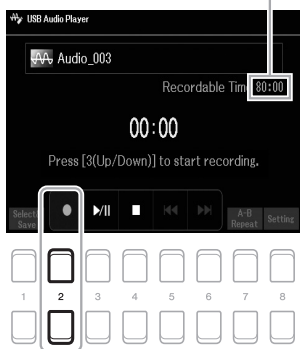 USB Audio Player
Audio_003
Recordable Time 80:00
00:00
Press [3(Up/Down)] to start recording.
Select/
Save
A-B
Repeat
Setting
1 2 3 4 5 6 7 8